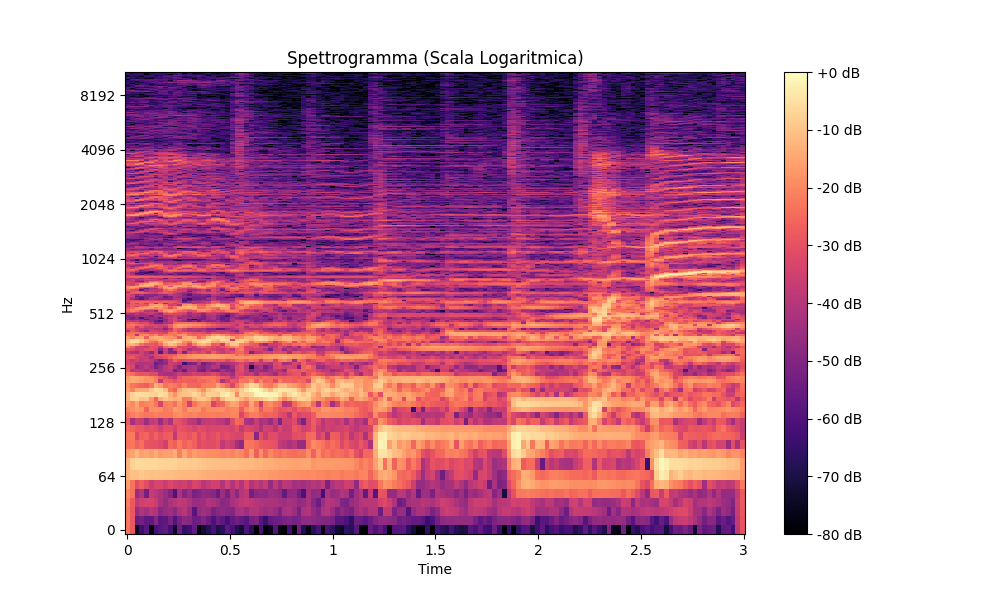 Spettrogramma (Scala Logaritmica)
Hz
8192
4096
2048
1024
512
256
128
64
0
0 0.5 1 1.5 2 2.5 3
Time
+0 dB
-10 dB
-20 dB
-30 dB
-40 dB
-50 dB
-60 dB
-70 dB
-80 dB